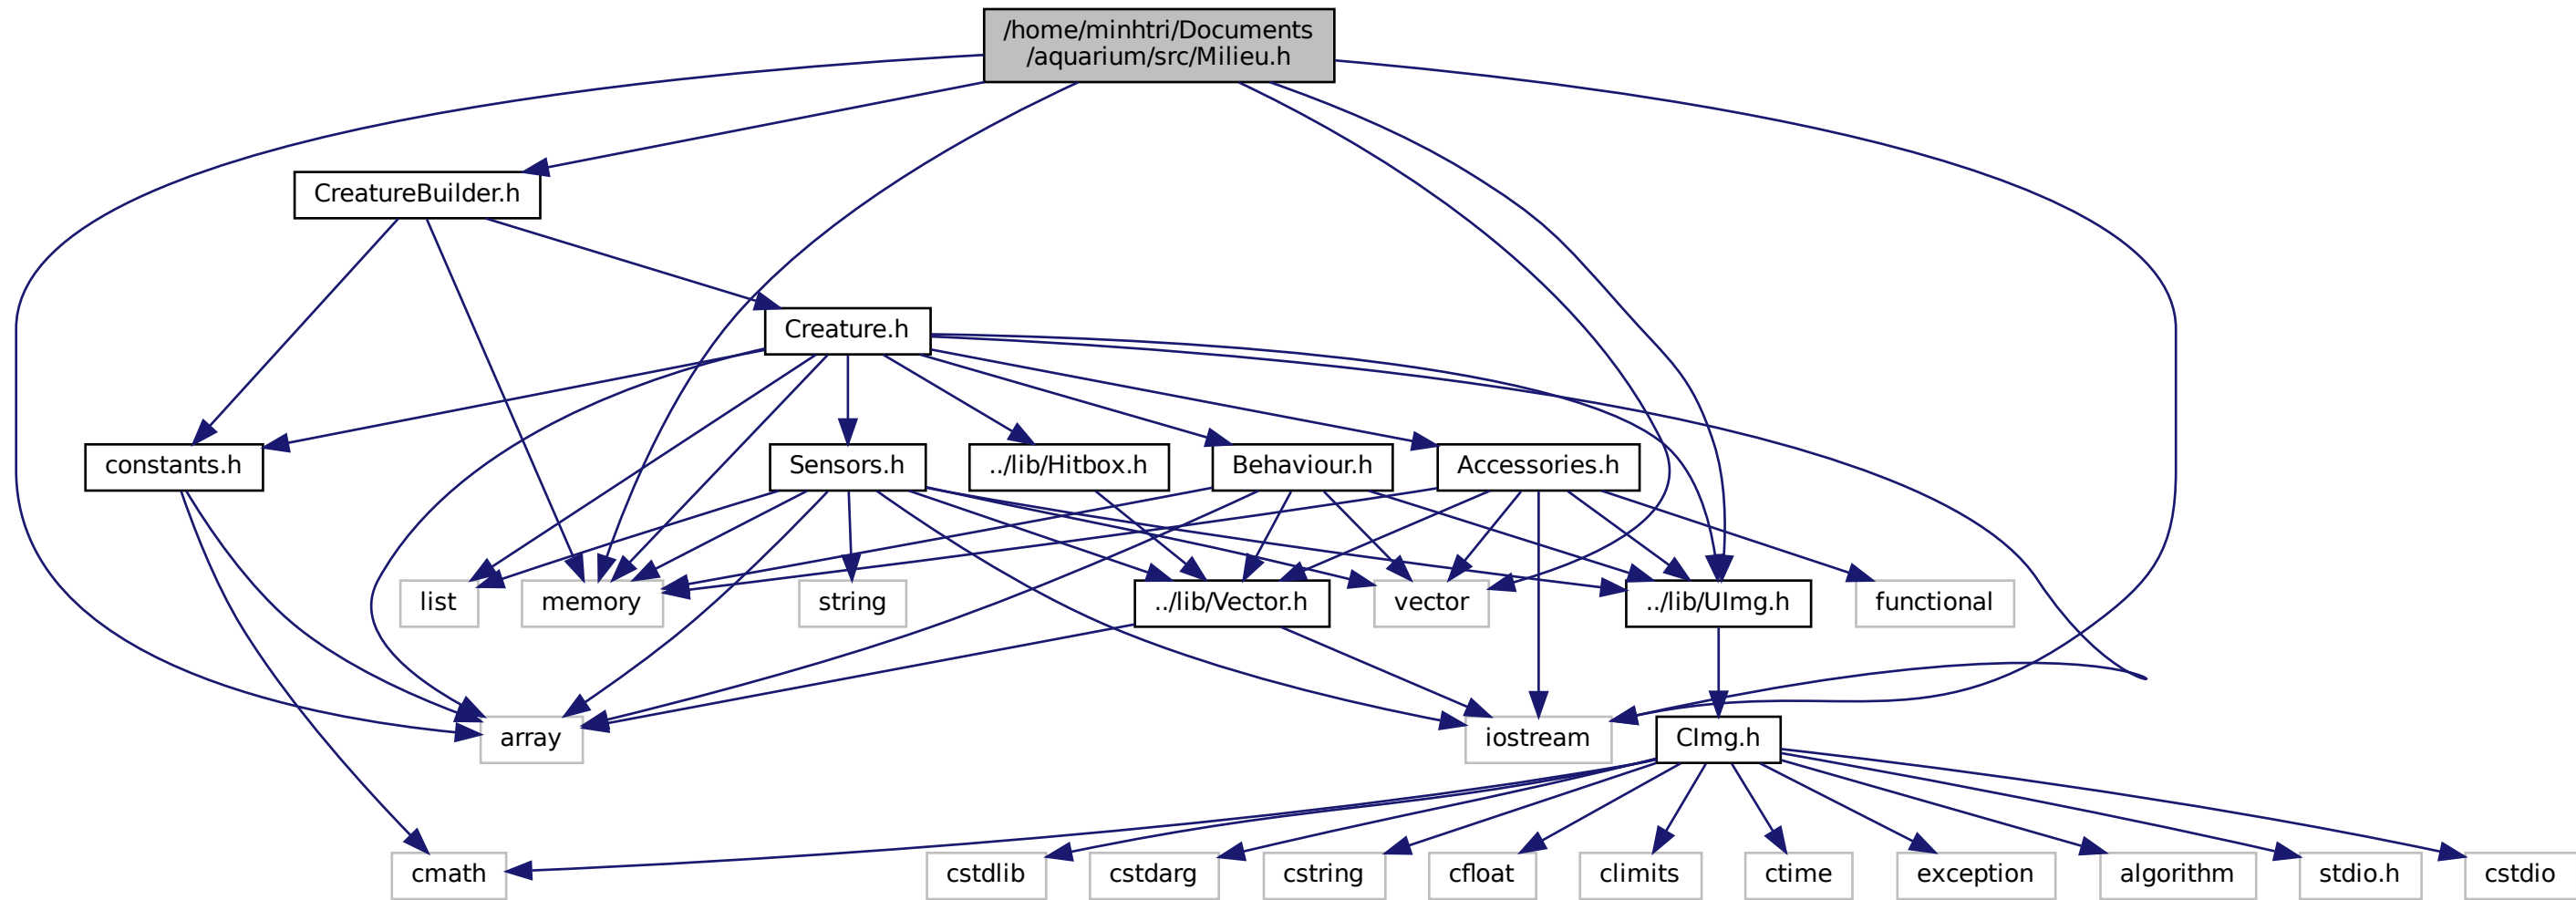 /home/minhtri/Documents
/aquarium/src/Milieu.h
CreatureBuilder.h
Creature.h
constants.h
Sensors.h
../lib/Hitbox.h
Behaviour.h
Accessories.h
list
memory
string
../lib/Vector.h
vector
../lib/UImg.h
functional
array
iostream
CImg.h
cmath
cstdlib
cstdarg
cstring
cfloat
climits
ctime
exception
algorithm
stdio.h
cstdio